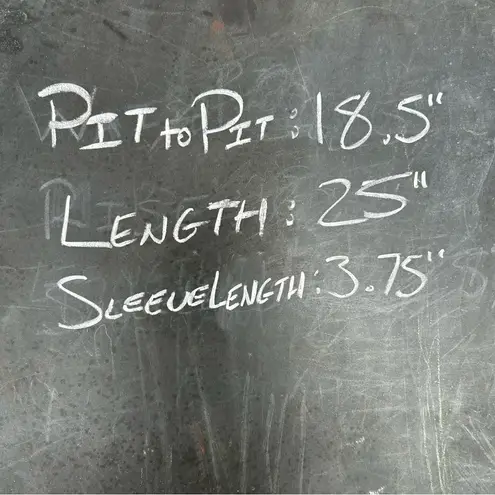 PIT to PIT: 18.5"
LENGTH: 25"
SLEEVE LENGTH: 3.75"